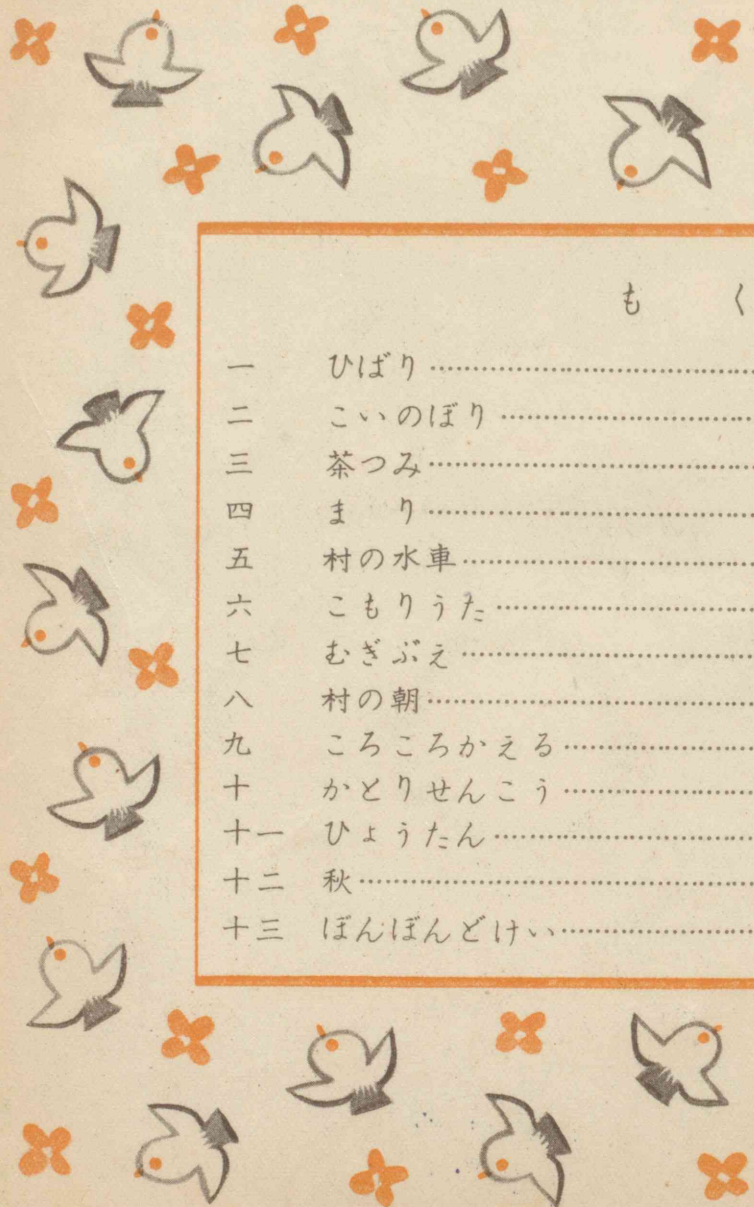 も　く
一　ひばり…………………………
二　こいのぼり…………………………
三　茶つみ…………………………
四　ま　り…………………………
五　村の水車…………………………
六　こもりうた…………………………
七　むぎぶえ…………………………
八　村の朝…………………………
九　ころころかえる…………………………
十　かとりせんこう…………………………
十一　ひょうたん…………………………
十二　秋…………………………
十三　ぼんぼんどけい…………………………